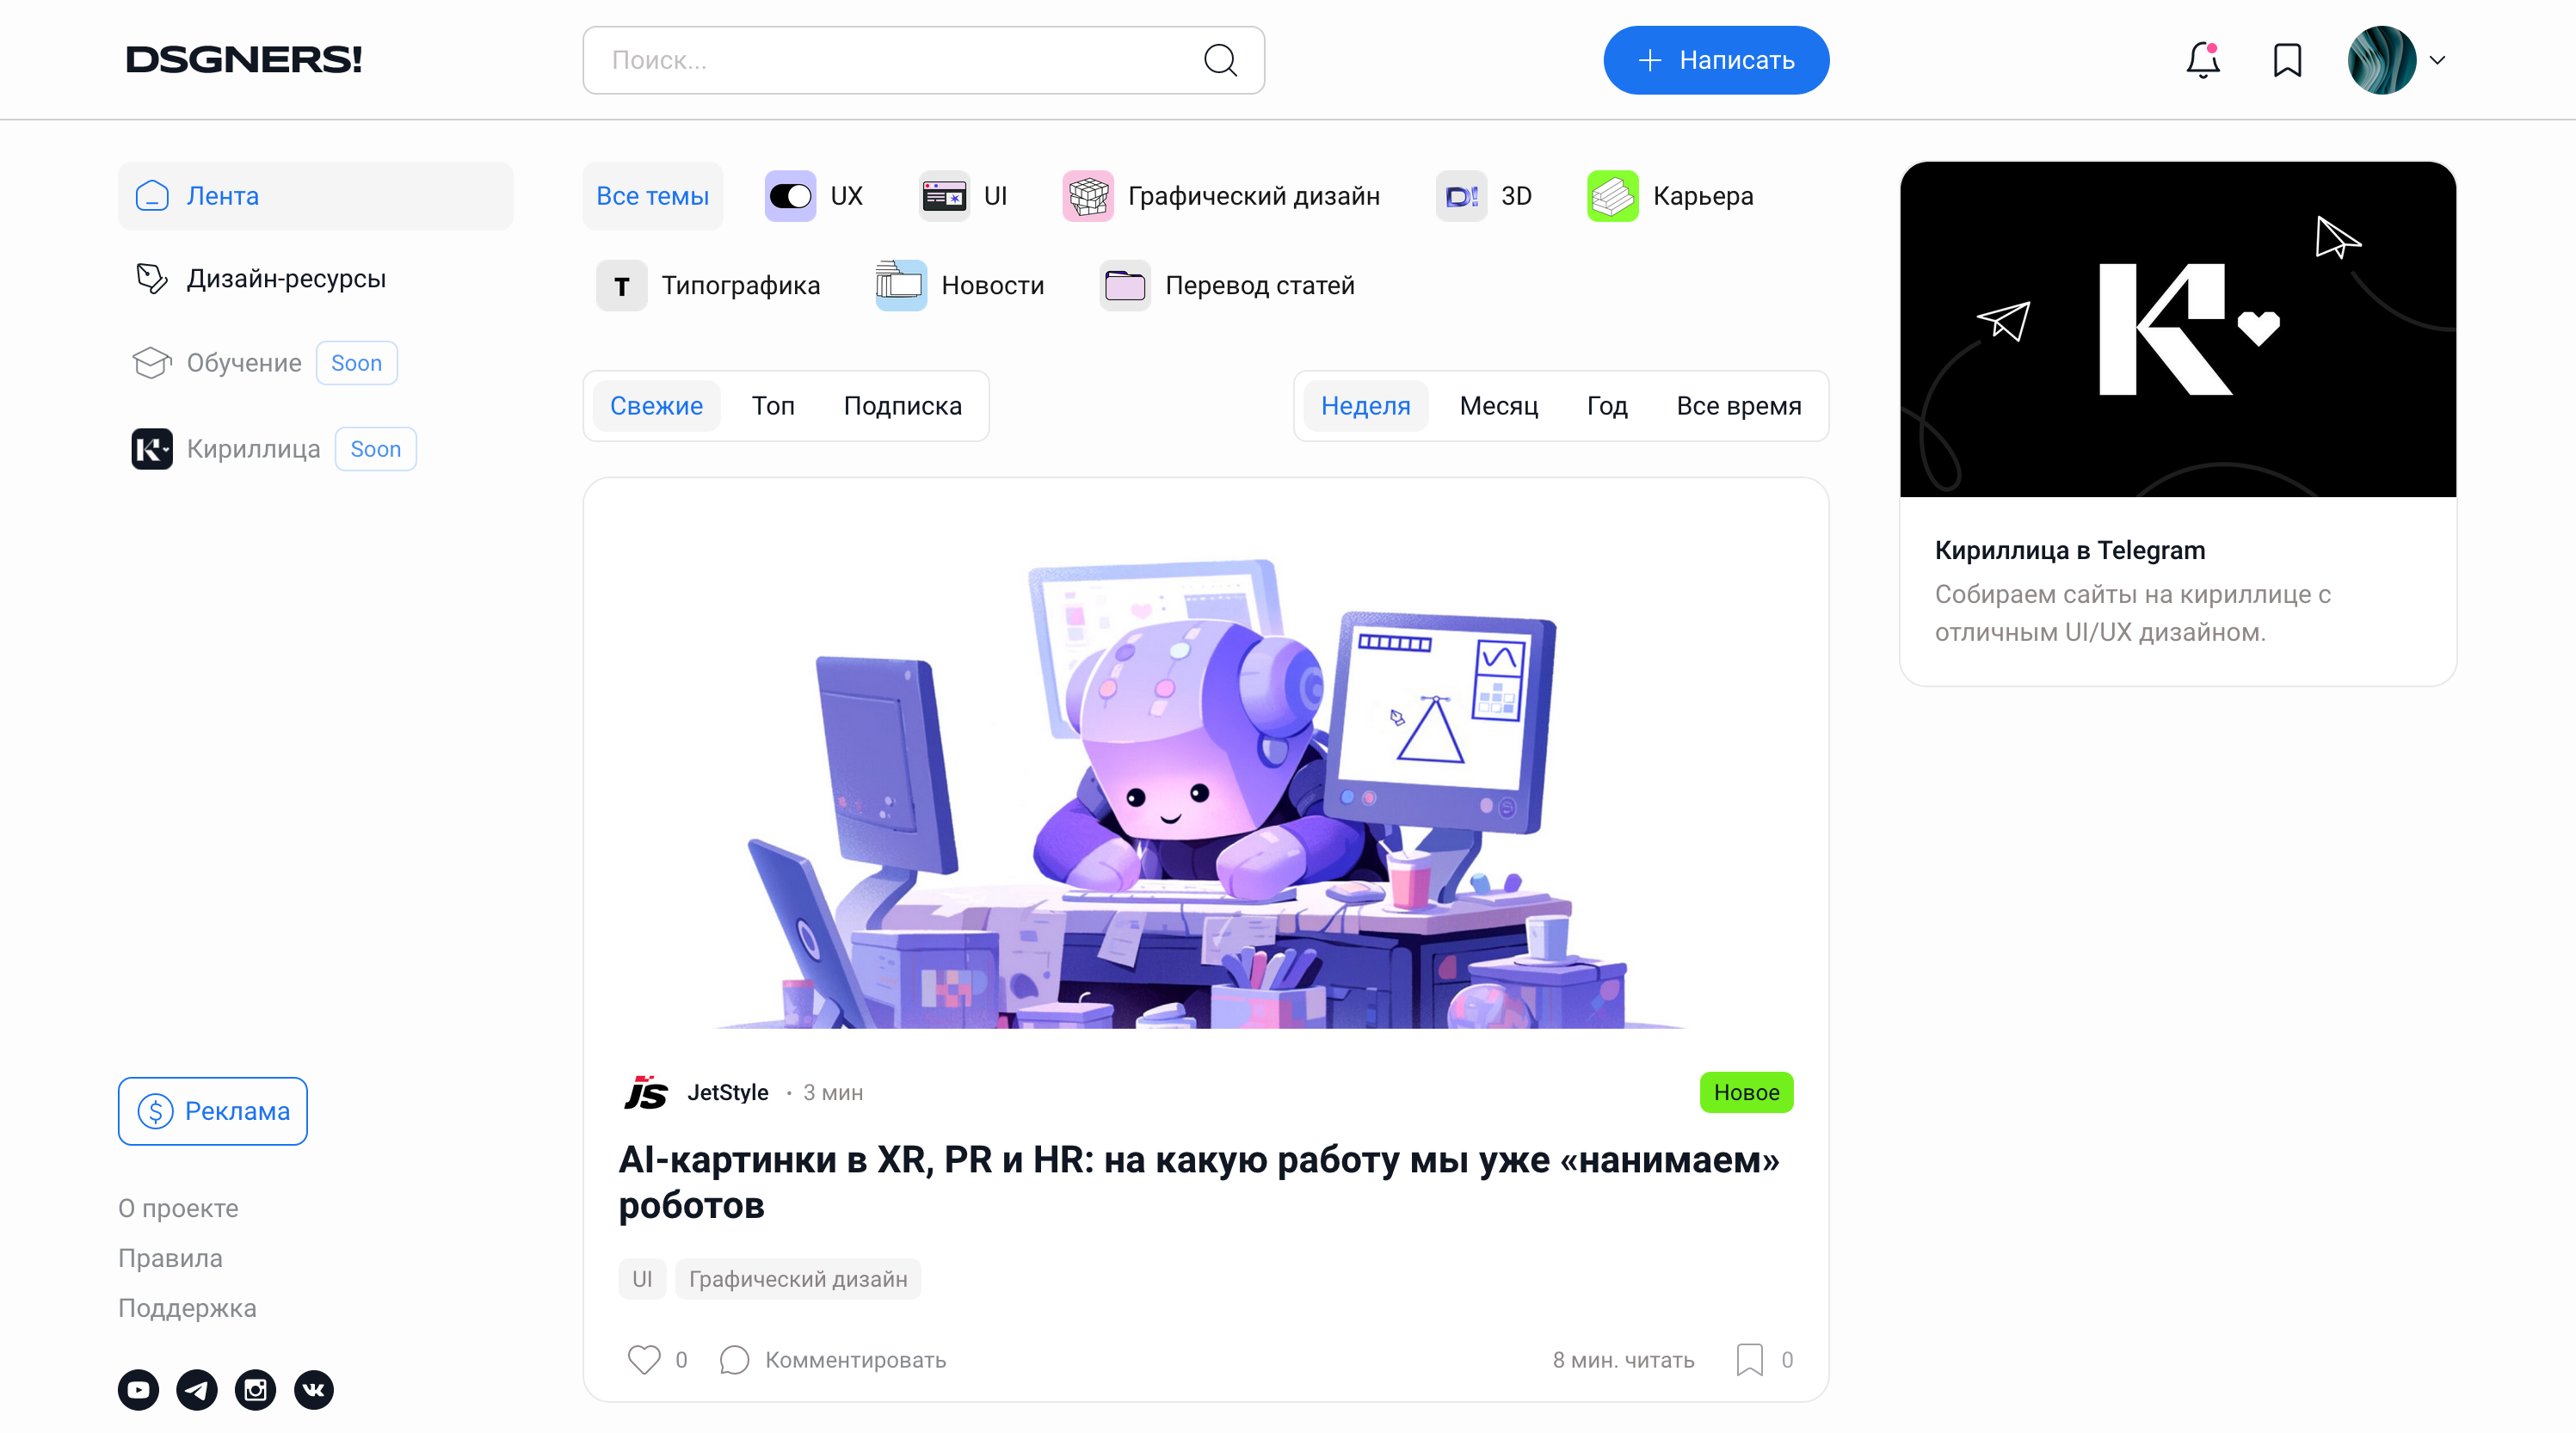 DSGNERS!
Поиск...
Написать
Лента
Дизайн-ресурсы
Обучение Soon
Кириллица Soon
Все темы UX UI Графический дизайн 3D Карьера
Типографика Новости Перевод статей
Свежие Топ Подписка
Неделя Месяц Год Все время
JetStyle · 3 мин
Новое
AI-картинки в XR, PR и HR: на какую работу мы уже «нанимаем»
роботов
UI Графический дизайн
0 Комментировать
8 мин. читать 0
Кириллица в Telegram
Собираем сайты на кириллице с
отличным UI/UX дизайном.
Реклама
О проекте
Правила
Поддержка